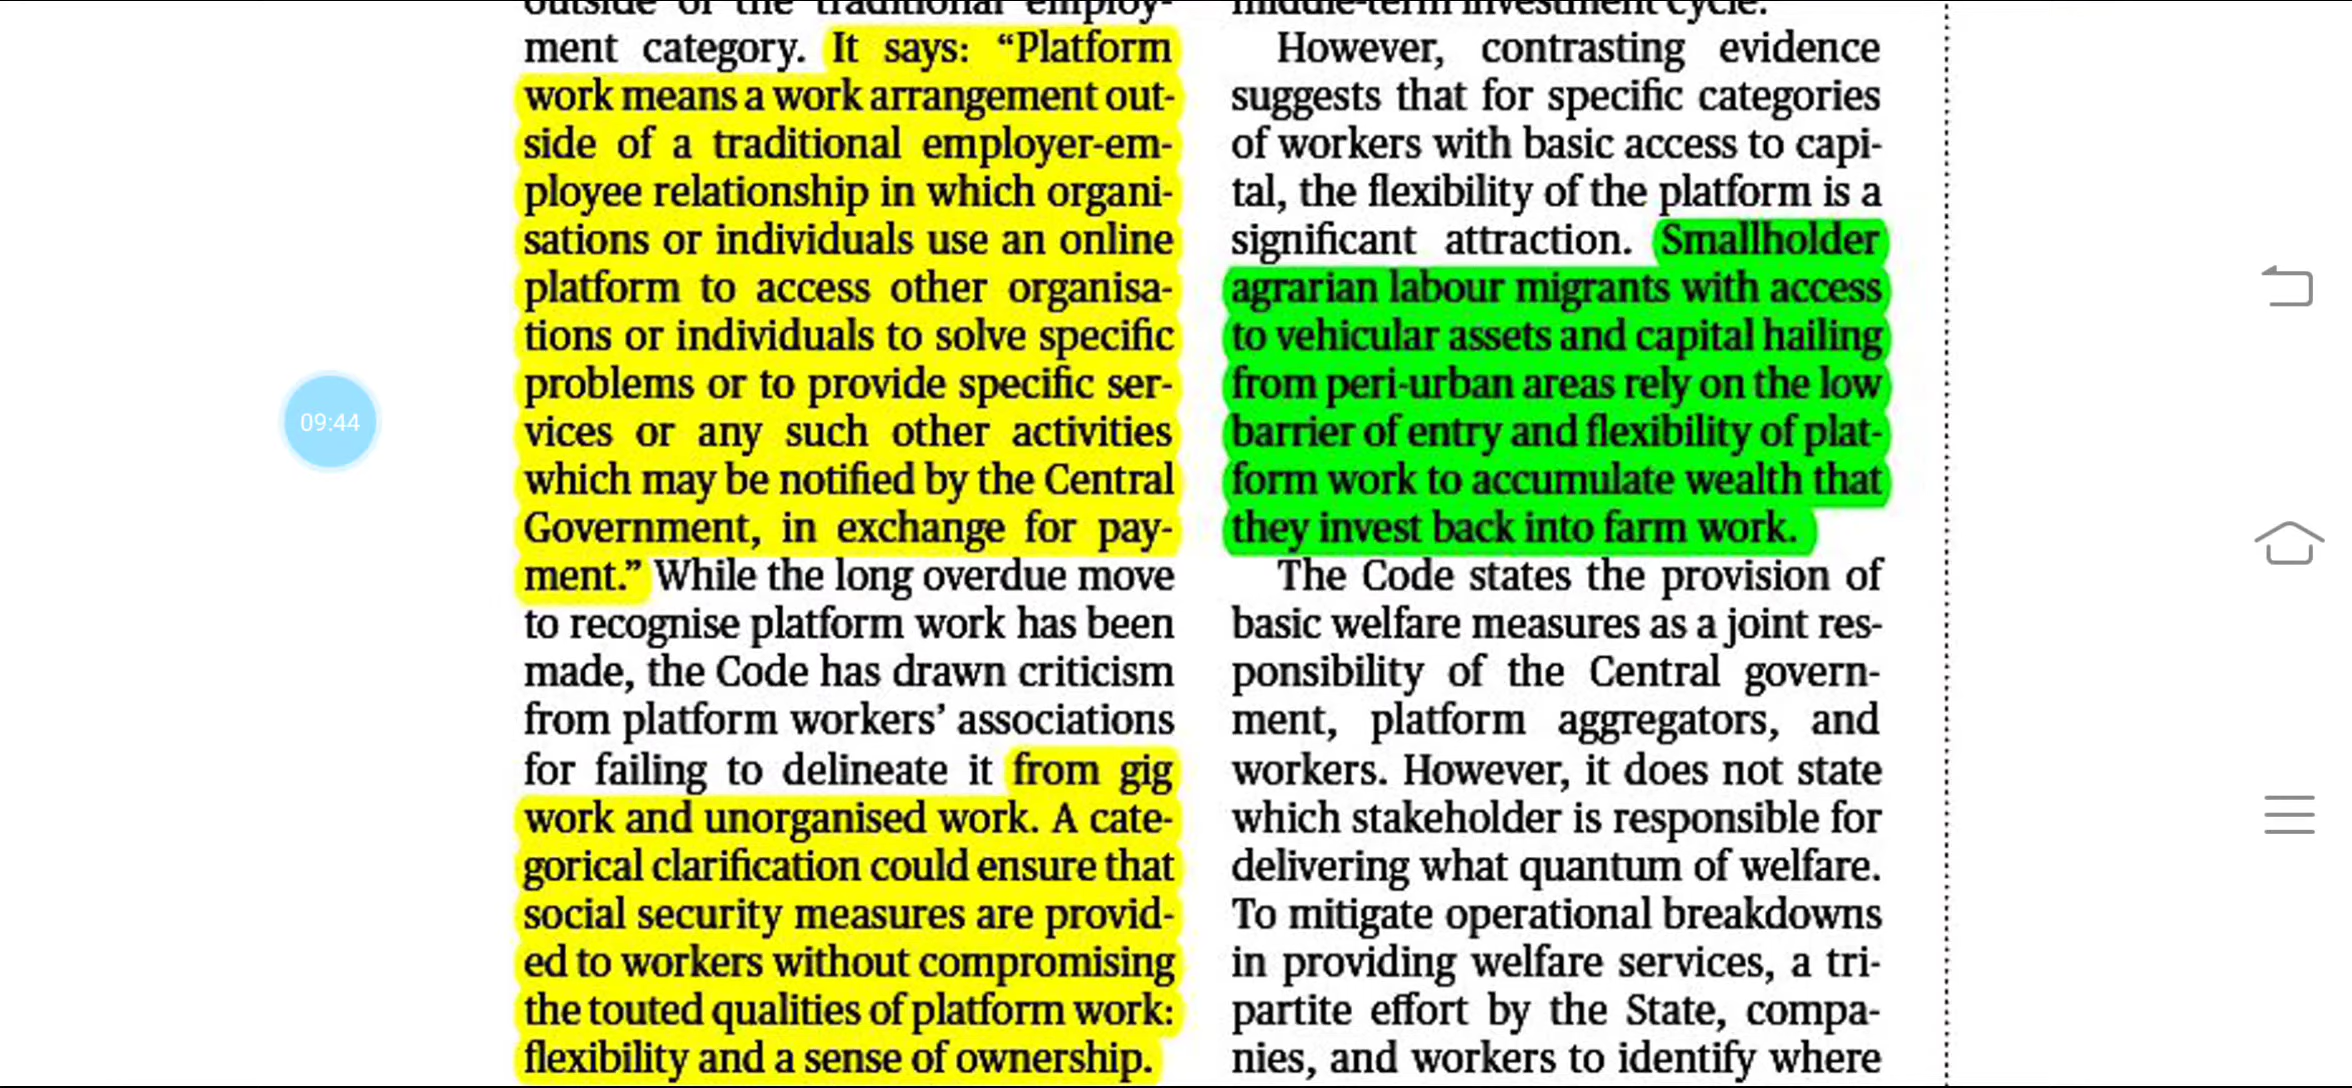 outside of the traditional employ-
ment category. It says: “Platform
work means a work arrangement out-
side of a traditional employer-em-
ployee relationship in which organi-
sations or individuals use an online
platform to access other organisa-
tions or individuals to solve specific
problems or to provide specific ser-
vices or any such other activities
which may be notified by the Central
Government, in exchange for pay-
ment.” While the long overdue move
to recognise platform work has been
made, the Code has drawn criticism
from platform workers’ associations
for failing to delineate it from gig
work and unorganised work. A cate-
gorical clarification could ensure that
social security measures are provid-
ed to workers without compromising
the touted qualities of platform work:
flexibility and a sense of ownership.
middle-term investment cycle.
However, contrasting evidence
suggests that for specific categories
of workers with basic access to capi-
tal, the flexibility of the platform is a
significant attraction. Smallholder
agrarian labour migrants with access
to vehicular assets and capital hailing
from peri-urban areas rely on the low
barrier of entry and flexibility of plat-
form work to accumulate wealth that
they invest back into farm work.
The Code states the provision of
basic welfare measures as a joint res-
ponsibility of the Central govern-
ment, platform aggregators, and
workers. However, it does not state
which stakeholder is responsible for
delivering what quantum of welfare.
To mitigate operational breakdowns
in providing welfare services, a tri-
partite effort by the State, compa-
nies, and workers to identify where
09:44